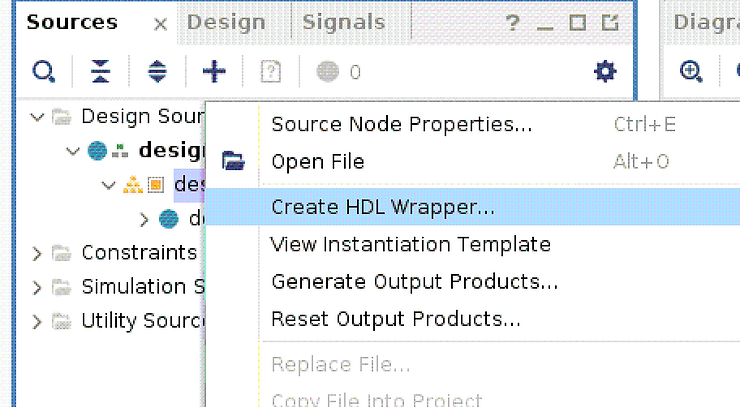 Sources × Design Signals ? Diagra
0
Design Sour
Source Node Properties... Ctrl+E
design
Open File Alt+O
des
Create HDL Wrapper...
de
View Instantiation Template
Constraints
Generate Output Products...
Simulation S
Reset Output Products...
Utility Source
Replace File...
Copy File Into Project